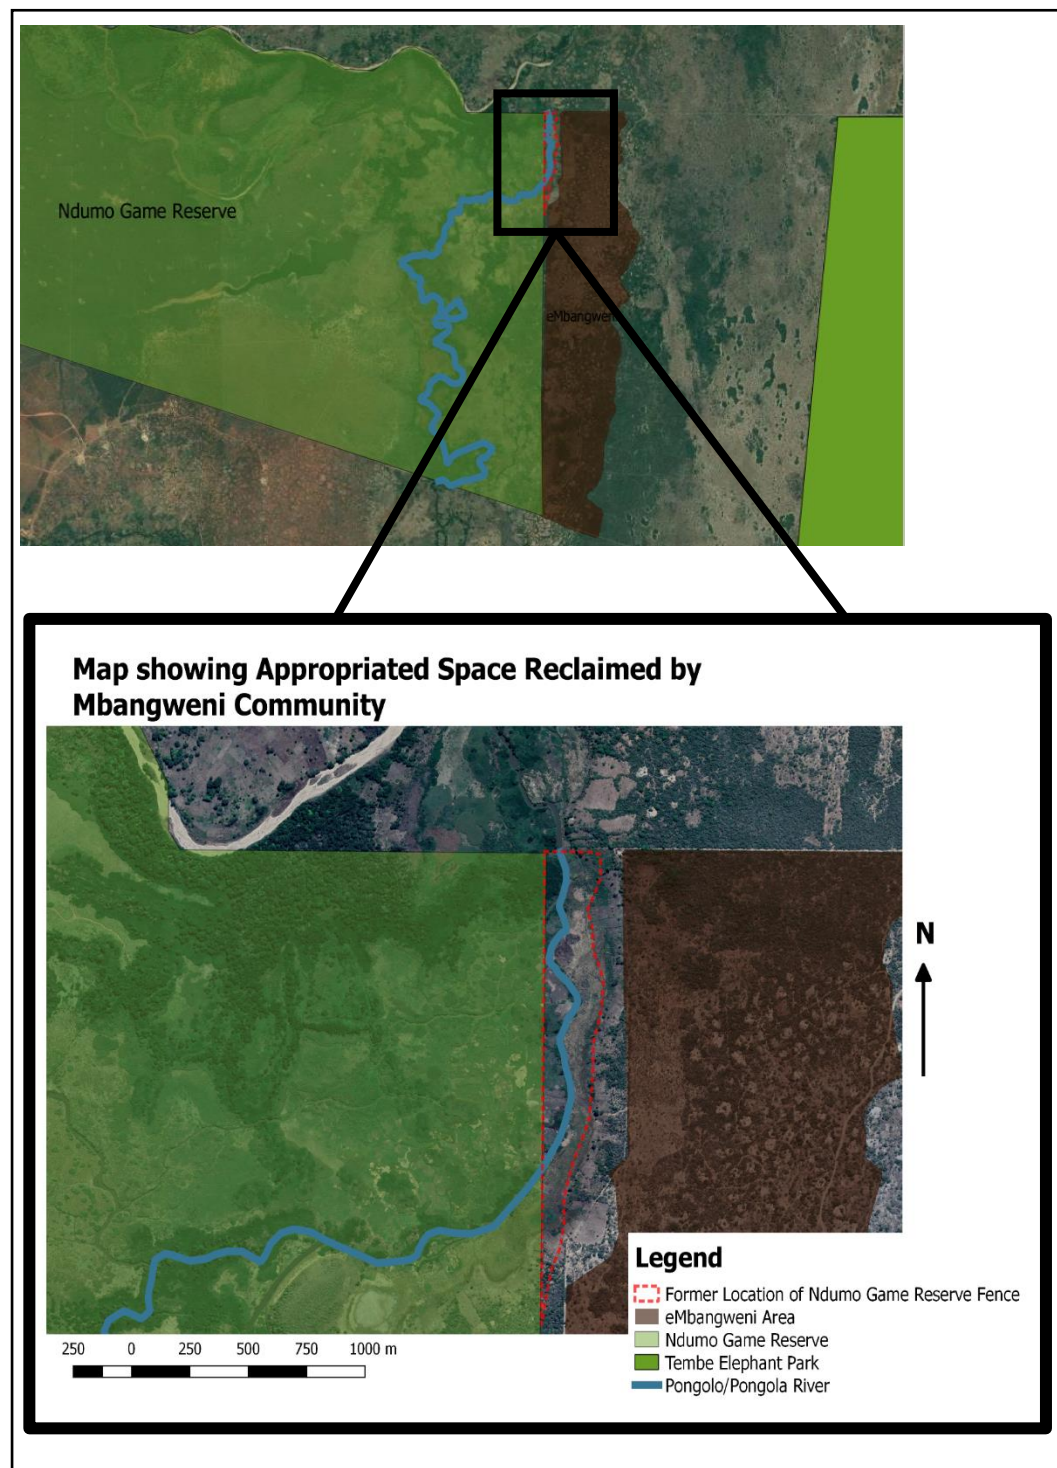 Ndumo Game Reserve
eMbangweni
Map showing Appropriated Space Reclaimed by
Mbangweni Community
N
Legend
Former Location of Ndumo Game Reserve Fence
eMbangweni Area
Ndumo Game Reserve
Tembe Elephant Park
Pongolo/Pongola River
250 0 250 500 750 1000 m